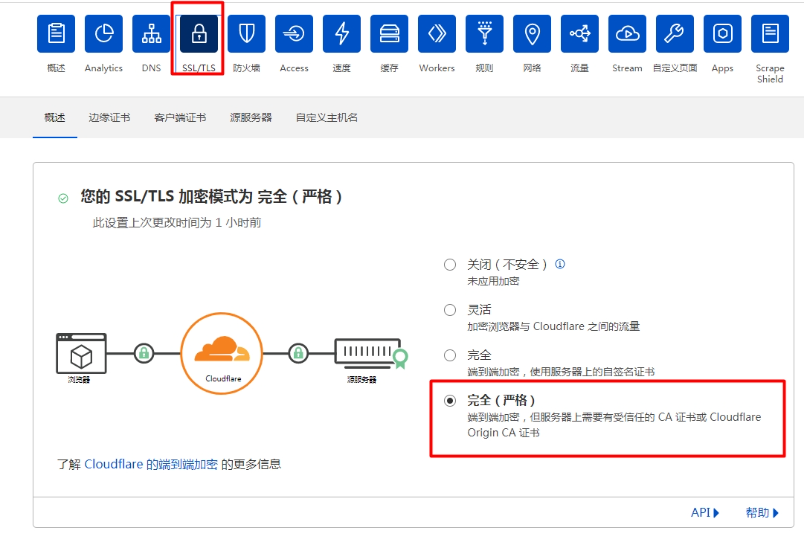 概述
Analytics
DNS
SSL/TLS
防火墙
Access
速度
缓存
Workers
规则
网络
流量
Stream
自定义页面
Apps
Scrape
Shield
概述
边缘证书
客户端证书
源服务器
自定义主机名
您的 SSL/TLS 加密模式为 完全（严格）
此设置上次更改时间为 1 小时前
关闭（不安全）
未应用加密
灵活
加密浏览器与 Cloudflare 之间的流量
完全
端到端加密，使用服务器上的自签名证书
完全（严格）
端到端加密，但服务器上需要有受信任的 CA 证书或 Cloudflare
Origin CA 证书
浏览器
Cloudflare
源服务器
了解 Cloudflare 的端到端加密 的更多信息
API
帮助